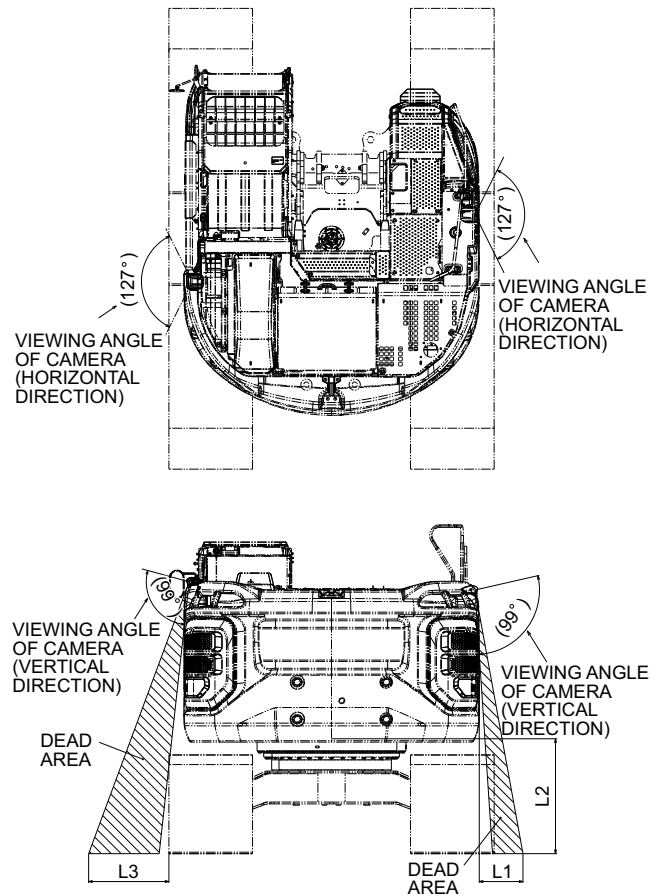 (127°)
VIEWING ANGLE
OF CAMERA
(HORIZONTAL
DIRECTION)
(127°)
VIEWING ANGLE
OF CAMERA
(HORIZONTAL
DIRECTION)
(99°)
VIEWING ANGLE
OF CAMERA
(VERTICAL
DIRECTION)
(99°)
VIEWING ANGLE
OF CAMERA
(VERTICAL
DIRECTION)
DEAD
AREA
L2
L3
DEAD
AREA
L1